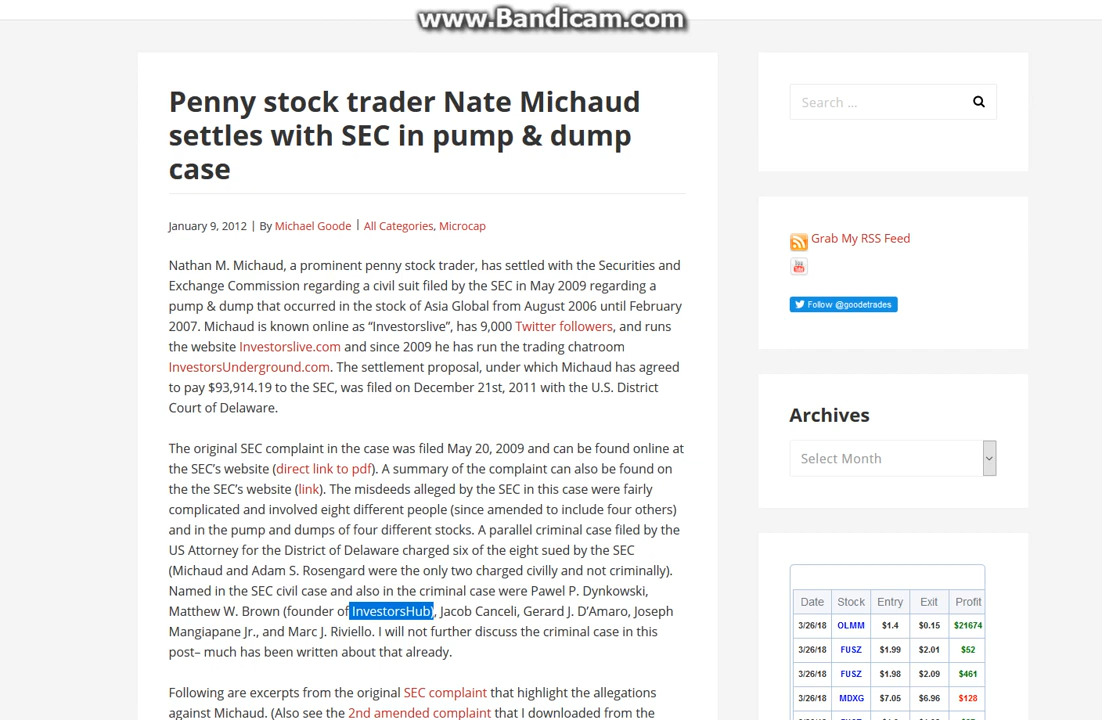 www.Bandicam.com
Penny stock trader Nate Michaud
settles with SEC in pump & dump
case
January 9, 2012 | By Michael Goode | All Categories, Microcap
Nathan M. Michaud, a prominent penny stock trader, has settled with the Securities and
Exchange Commission regarding a civil suit filed by the SEC in May 2009 regarding a
pump & dump that occurred in the stock of Asia Global from August 2006 until February
2007. Michaud is known online as “Investorslive”, has 9,000 Twitter followers, and runs
the website Investorslive.com and since 2009 he has run the trading chatroom
InvestorsUnderground.com. The settlement proposal, under which Michaud has agreed
to pay $93,914.19 to the SEC, was filed on December 21st, 2011 with the U.S. District
Court of Delaware.
The original SEC complaint in the case was filed May 20, 2009 and can be found online at
the SEC’s website (direct link to pdf). A summary of the complaint can also be found on
the the SEC’s website (link). The misdeeds alleged by the SEC in this case were fairly
complicated and involved eight different people (since amended to include four others)
and in the pump and dumps of four different stocks. A parallel criminal case filed by the
US Attorney for the District of Delaware charged six of the eight sued by the SEC
(Michaud and Adam S. Rosengard were the only two charged civilly and not criminally).
Named in the SEC civil case and also in the criminal case were Pawel P. Dynkowski,
Matthew W. Brown (founder of InvestorsHub), Jacob Canceli, Gerard J. D’Amaro, Joseph
Mangiapane Jr., and Marc J. Riviello. I will not further discuss the criminal case in this
post– much has been written about that already.
Following are excerpts from the original SEC complaint that highlight the allegations
against Michaud. (Also see the 2nd amended complaint that I downloaded from the
Search ...
Grab My RSS Feed
You Tube
Follow @goodetrades
Archives
Select Month
Date Stock Entry Exit Profit
3/26/18 OLMM $1.4 $0.15 $21674
3/26/18 FUSZ $1.99 $2.01 $52
3/26/18 FUSZ $1.98 $2.09 $461
3/26/18 MDXG $7.05 $6.96 $128